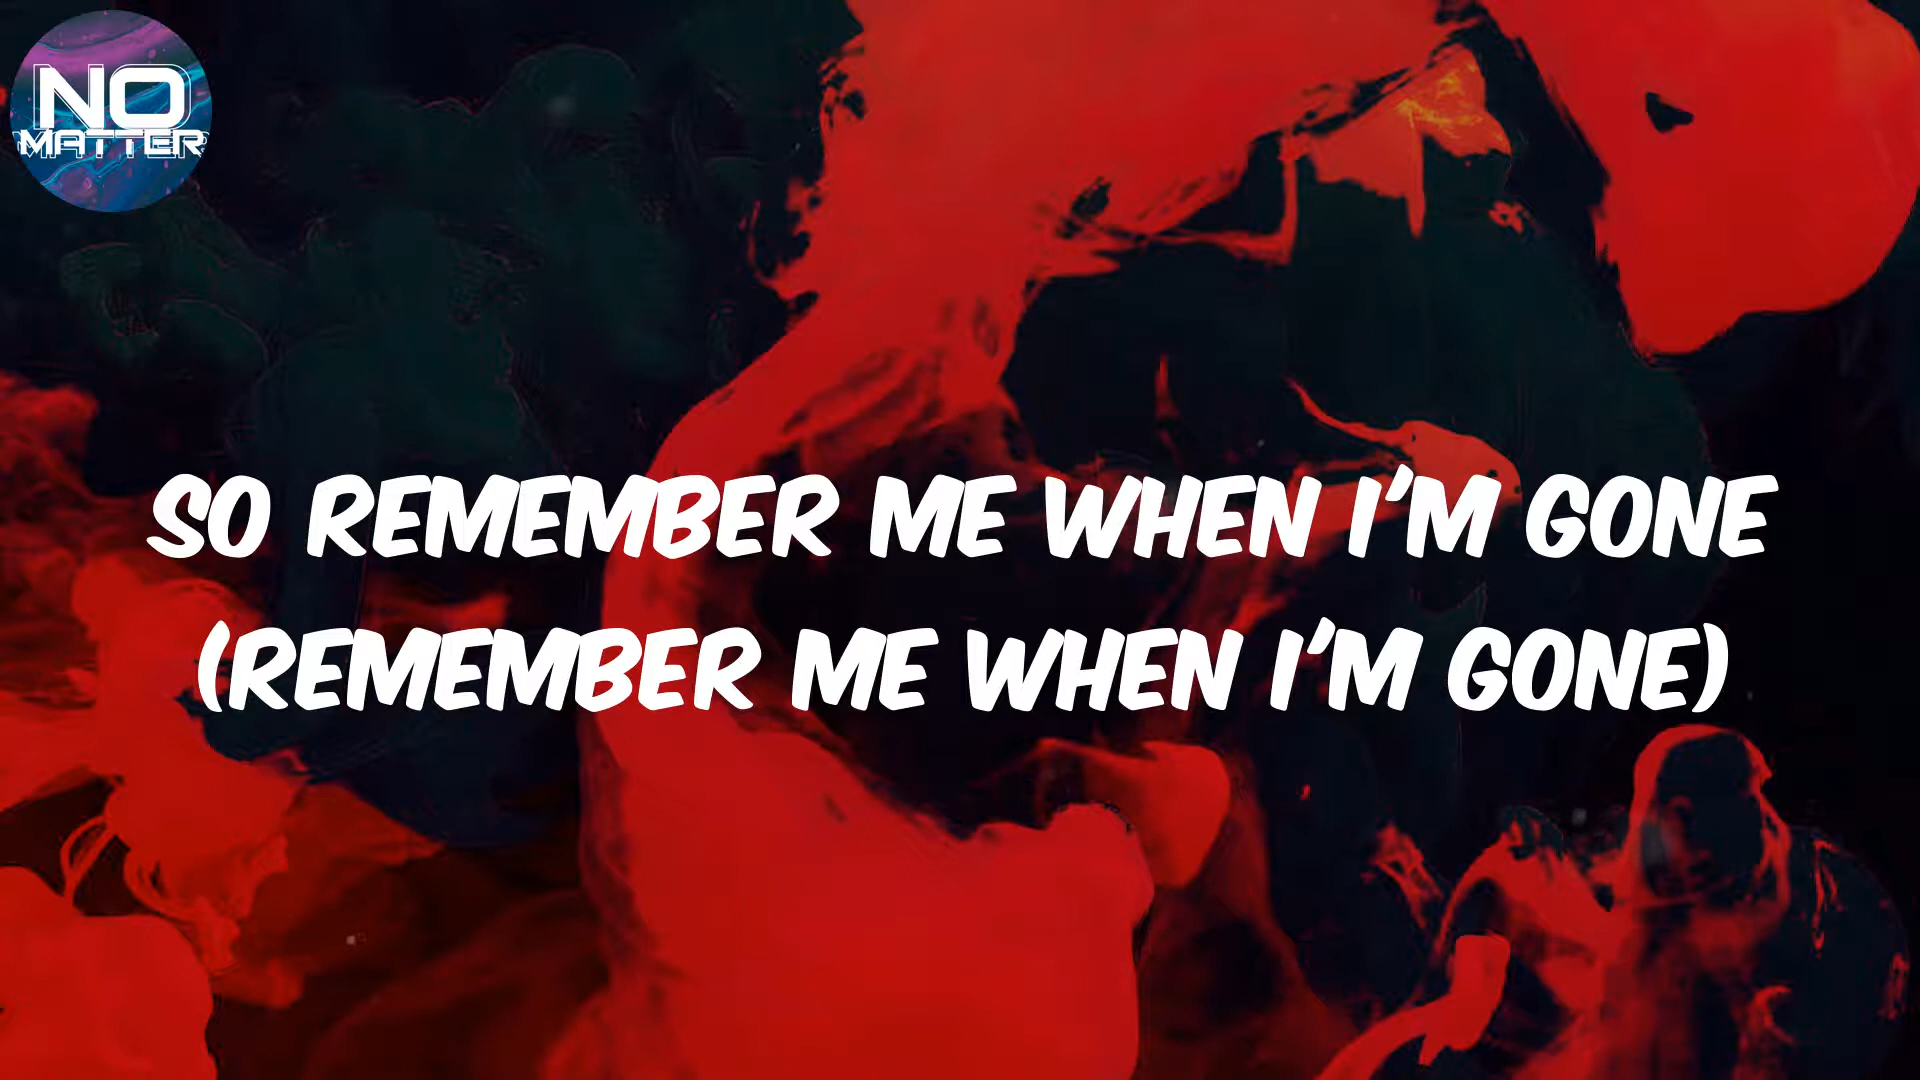 NO
MATTER
SO REMEMBER ME WHEN I'M GONE
(REMEMBER ME WHEN I'M GONE)